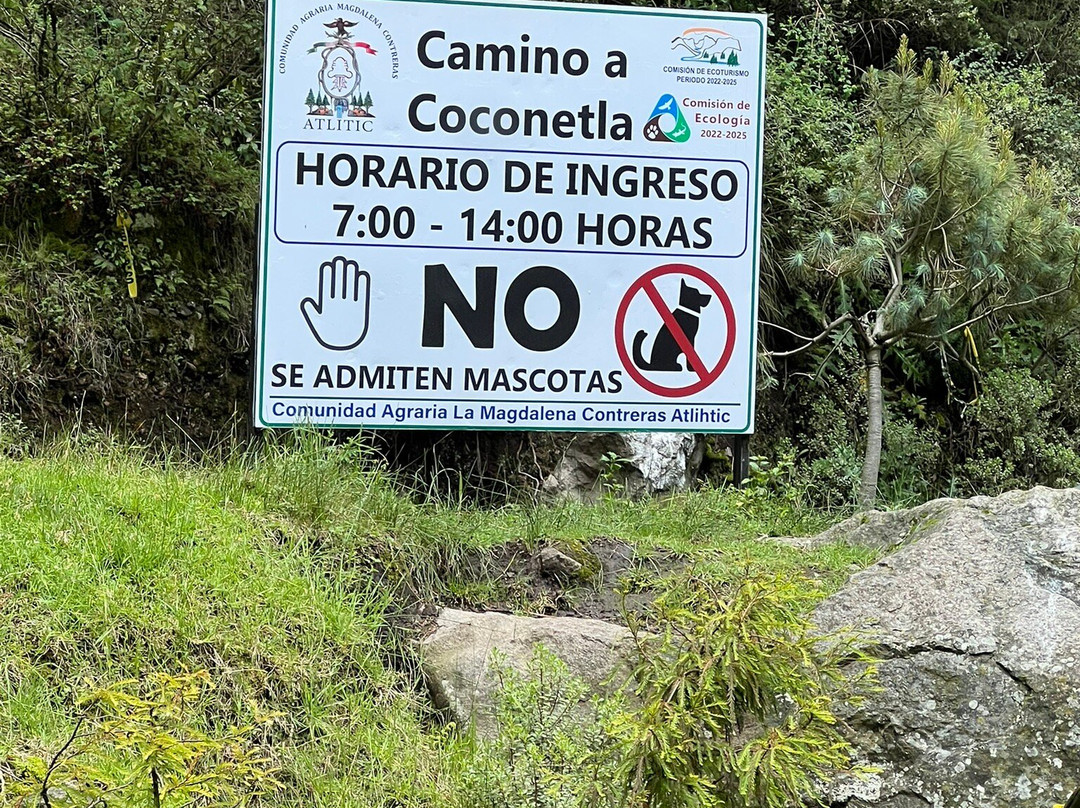 COMUNIDAD AGRARIA MAGDALENA CONTRERAS
ATLITIC
Camino a
Coconetla
COMISIÓN DE ECOTURISMO
PERIODO 2022-2025
Comisión de
Ecología
2022-2025
HORARIO DE INGRESO
7:00 - 14:00 HORAS
NO
SE ADMITEN MASCOTAS
Comunidad Agraria La Magdalena Contreras Atlihtic